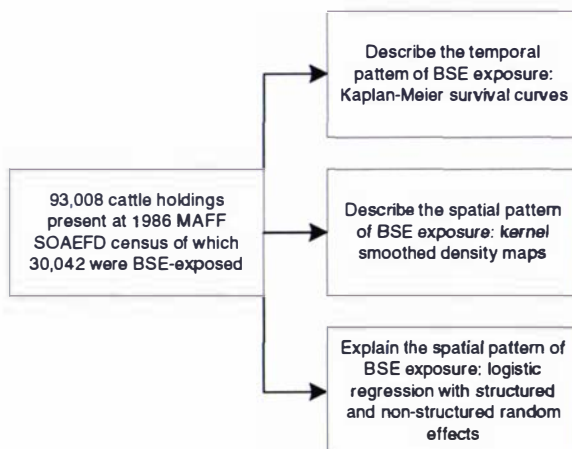 Describe the temporal
pattern of BSE exposure:
Kaplan-Meier survival curves
93,008 cattle holdings
present at 1986 MAFF
SOAEFD census of which
30,042 were BSE-exposed
Describe the spatial pattern
of BSE exposure: kernel
smoothed density maps
Explain the spatial pattern of
BSE exposure: logistic
regression with structured
and non-structured random
effects